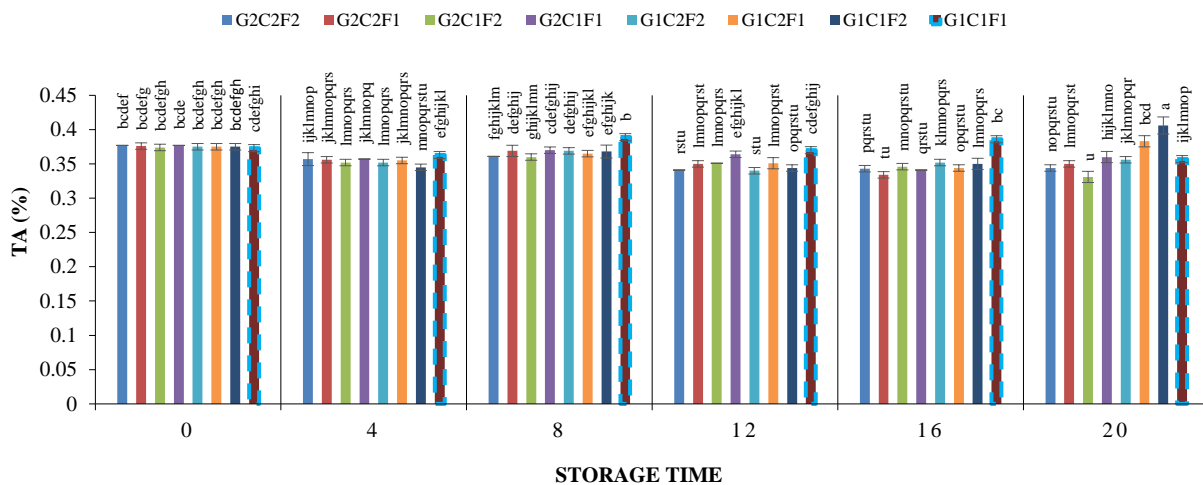 G2C2F2 G2C2F1 G2C1F2 G2C1F1 G1C2F2 G1C2F1 G1C1F2 G1C1F1
bcdef bcdefg bcdefgh bcde bcdefgh bcdefgh bcdefgh cdefghi
ijklmnop jklmnopqrs lmnopqrs jklmnopq lmnopqrs jklmnopqrs mnopqrstu efghijkl
fghijklm defghij ghijklmn cdefghij defghij efghijkl efghijk b
rstu lmnopqrst lmnopqrs efghijkl stu lmnopqrst opqrstu cdefghij
pqrstu tu mnopqrstu qrstu klmnopqrs opqrstu lmnopqrs bc
nopqrstu lmnopqrst u hijklmno jklmnopqr bcd a ijklmnop
TA (%)
0.45
0.4
0.35
0.3
0.25
0.2
0.15
0.1
0.05
0
0 4 8 12 16 20
STORAGE TIME